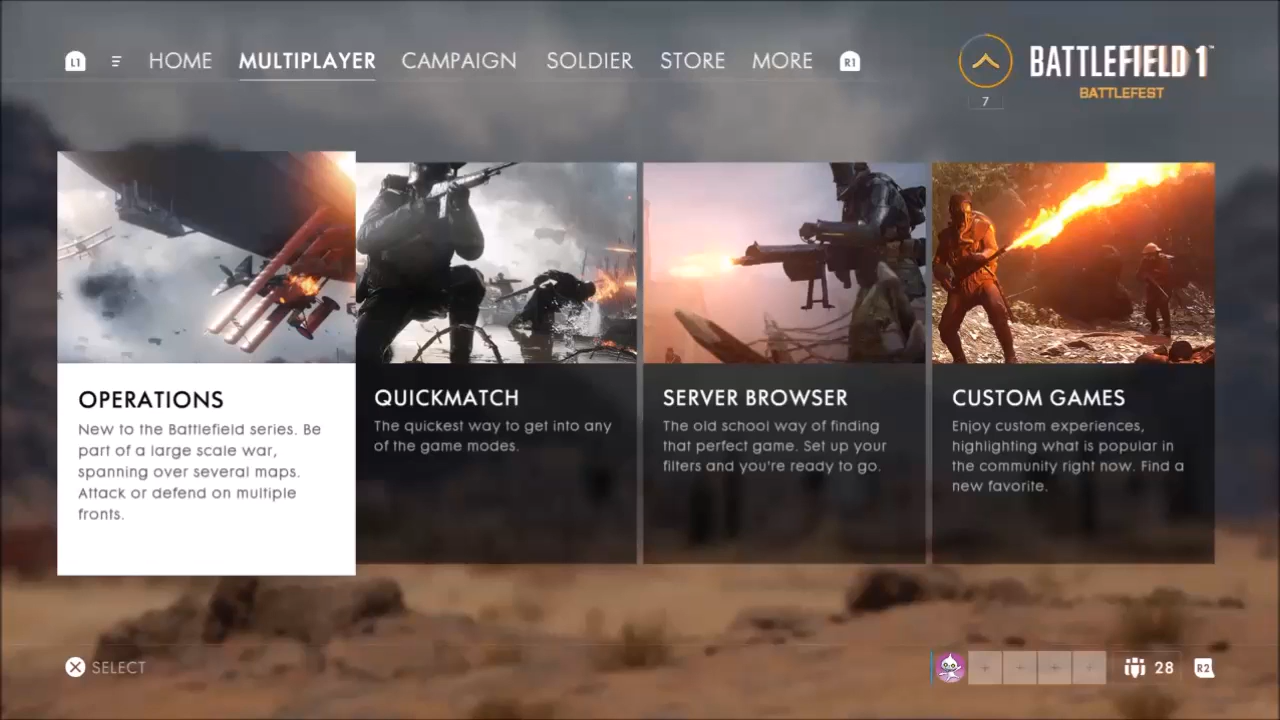 L1 HOME MULTIPLAYER CAMPAIGN SOLDIER STORE MORE R1
7
BATTLEFIELD 1™
BATTLEFEST
OPERATIONS
New to the Battlefield series. Be
part of a large scale war,
spanning over several maps.
Attack or defend on multiple
fronts.
QUICKMATCH
The quickest way to get into any
of the game modes.
SERVER BROWSER
The old school way of finding
that perfect game. Set up your
filters and you're ready to go.
CUSTOM GAMES
Enjoy custom experiences,
highlighting what is popular in
the community right now. Find a
new favorite.
SELECT
28 R2